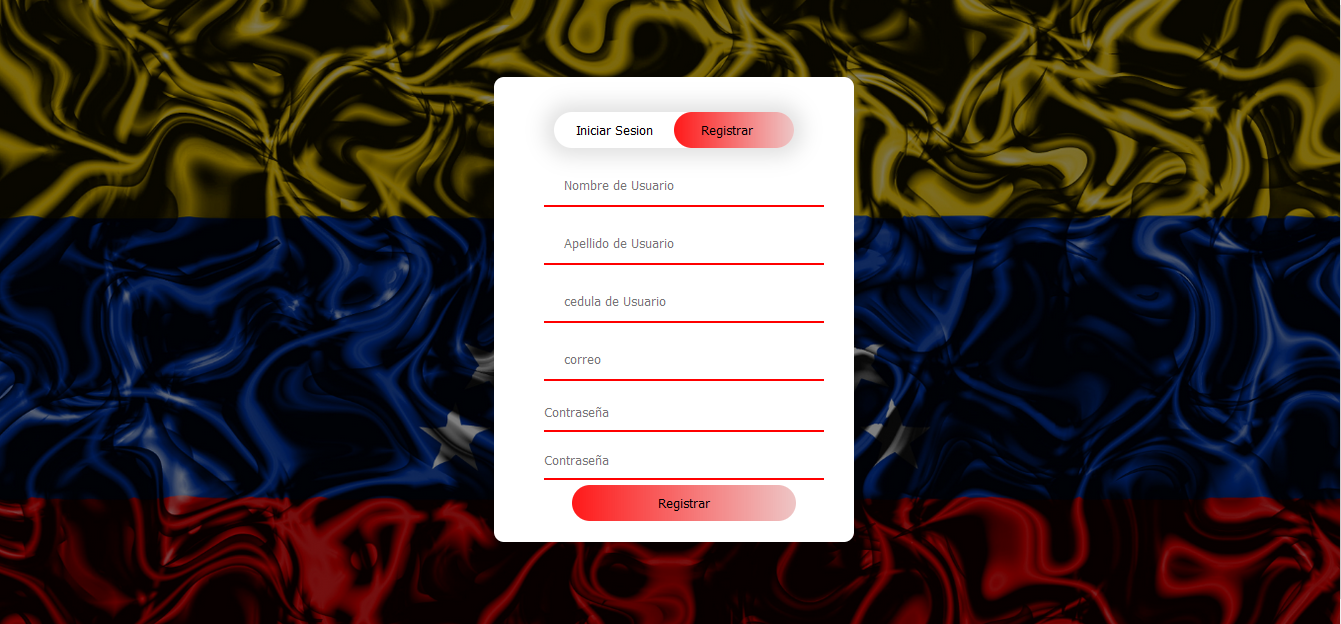 Iniciar Sesion
Registrar
Nombre de Usuario
Apellido de Usuario
cedula de Usuario
correo
Contraseña
Contraseña
Registrar